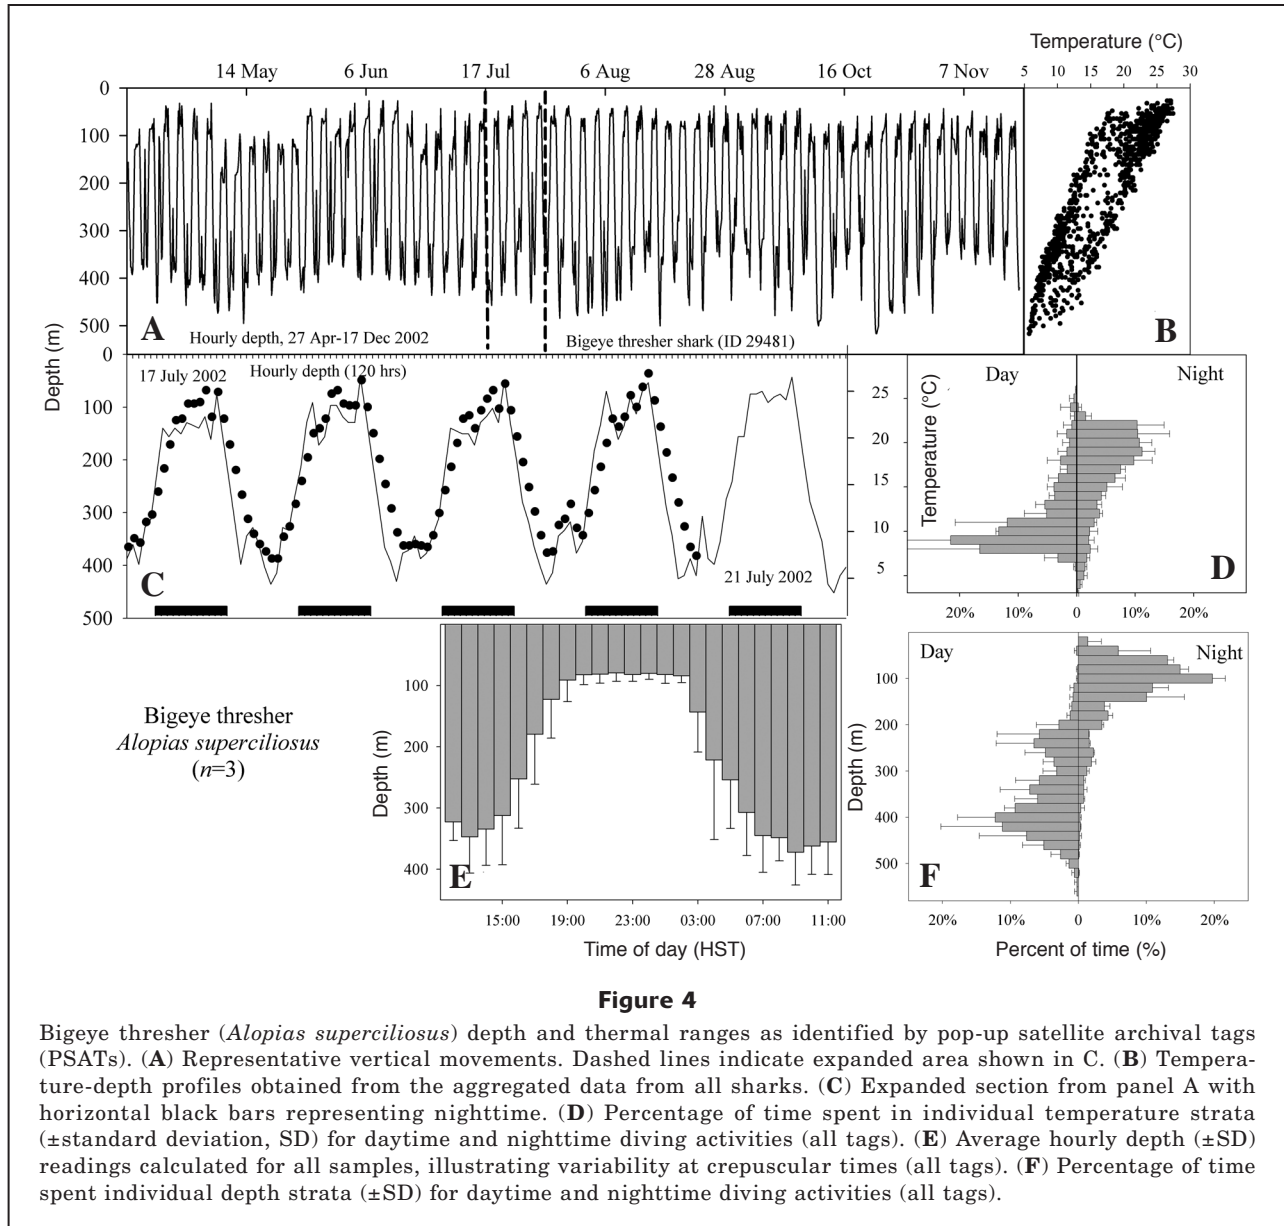 Temperature (°C)
14 May 6 Jun 17 Jul 6 Aug 28 Aug 16 Oct 7 Nov 5 10 15 20 25 30
0
100
200
300
400
500
A
Hourly depth, 27 Apr-17 Dec 2002
Bigeye thresher shark (ID 29481)
B
Depth (m)
0
100
200
300
400
500
17 July 2002
Hourly depth (120 hrs)
21 July 2002
C
25
20
15
10
5
Temperature (°C)
Day
Night
D
20% 10% 0 10% 20%
Bigeye thresher
Alopias superciliosus
(n=3)
Depth (m)
100
200
300
400
E
15:00 19:00 23:00 03:00 07:00 11:00
Time of day (HST)
Day
Night
Depth (m)
100
200
300
400
500
F
20% 10% 0 10% 20%
Percent of time (%)
Figure 4
Bigeye thresher (Alopias superciliosus) depth and thermal ranges as identified by pop-up satellite archival tags
(PSATs). (A) Representative vertical movements. Dashed lines indicate expanded area shown in C. (B) Tempera-
ture-depth profiles obtained from the aggregated data from all sharks. (C) Expanded section from panel A with
horizontal black bars representing nighttime. (D) Percentage of time spent in individual temperature strata
(±standard deviation, SD) for daytime and nighttime diving activities (all tags). (E) Average hourly depth (±SD)
readings calculated for all samples, illustrating variability at crepuscular times (all tags). (F) Percentage of time
spent individual depth strata (±SD) for daytime and nighttime diving activities (all tags).